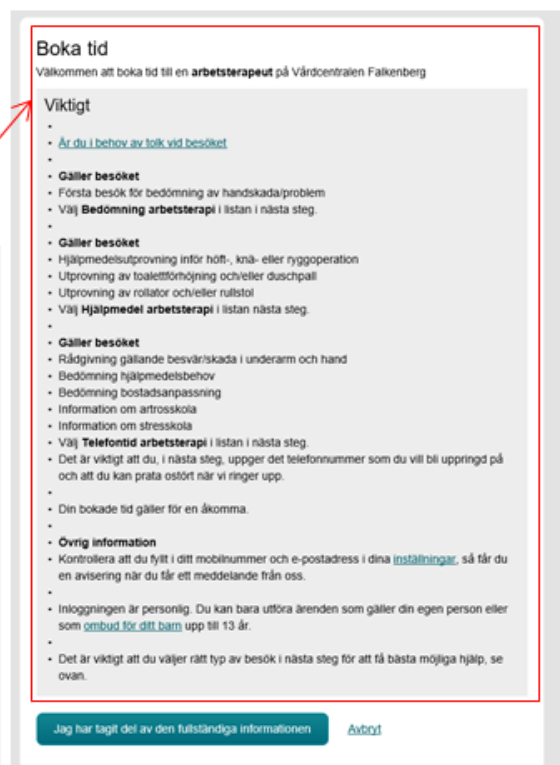 Boka tid
Välkommen att boka tid till en arbetsterapeut på Vårdcentralen Falkenberg
Viktigt
•
• Är du i behov av tolk vid besöket
•
• Gäller besöket
• Första besök för bedömning av handskada/problem
• Välj Bedömning arbetsterapi i listan i nästa steg.
•
• Gäller besöket
• Hjälpmedelsutprovning inför höft-, knä- eller ryggoperation
• Utprovning av toalettförhöjning och/eller duschpall
• Utprovning av rollator och/eller rullstol
• Välj Hjälpmedel arbetsterapi i listan nästa steg.
•
• Gäller besöket
• Rådgivning gällande besvär/skada i underarm och hand
• Bedömning hjälpmedelsbehov
• Bedömning bostadsanpassning
• Information om artrosskola
• Information om stresskola
• Välj Telefontid arbetsterapi i listan i nästa steg.
• Det är viktigt att du, i nästa steg, uppger det telefonnummer som du vill bli uppringd på
och att du kan prata ostört när vi ringer upp.
•
• Din bokade tid gäller för en åkomma.
•
• Övrig information
• Kontrollera att du fyllt i ditt mobilnummer och e-postadress i dina inställningar, så får du
en avisering när du får ett meddelande från oss.
•
• Inloggningen är personlig. Du kan bara utföra ärenden som gäller din egen person eller
som ombud för ditt barn upp till 13 år.
•
• Det är viktigt att du väljer rätt typ av besök i nästa steg för att få bästa möjliga hjälp, se
ovan.
Jag har tagit del av den fullständiga informationen Avbryt